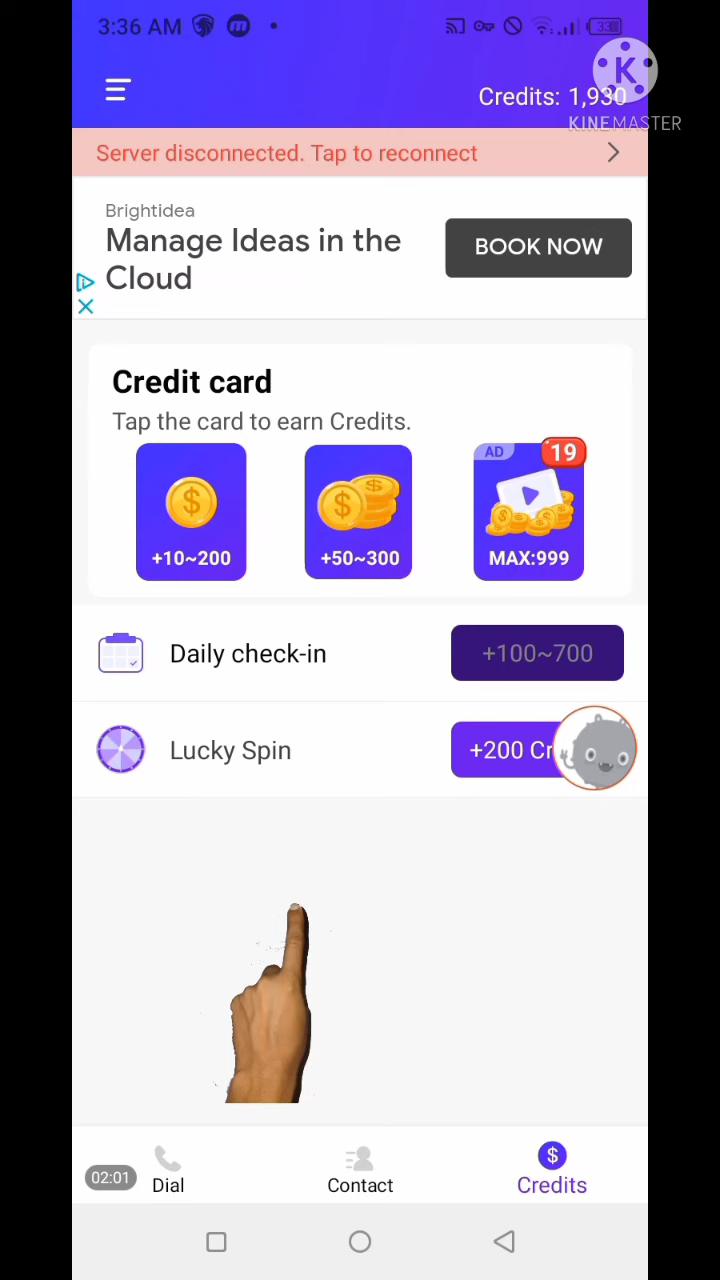 3:36 AM
33
Credits: 1,930
K
KINEMASTER
Server disconnected. Tap to reconnect
Brightidea
Manage Ideas in the
Cloud
BOOK NOW
Credit card
Tap the card to earn Credits.
+10~200
+50~300
AD
19
MAX:999
Daily check-in
+100~700
Lucky Spin
+200 Cr
02:01
Dial
Contact
Credits